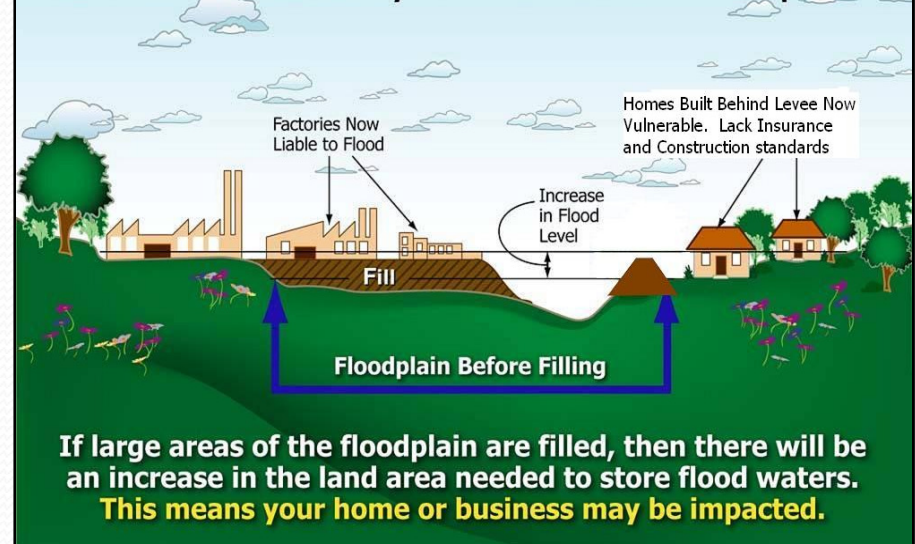 Factories Now
Liable to Flood
Homes Built Behind Levee Now
Vulnerable. Lack Insurance
and Construction standards
Increase
in Flood
Level
Fill
Floodplain Before Filling
If large areas of the floodplain are filled, then there will be
an increase in the land area needed to store flood waters.
This means your home or business may be impacted.